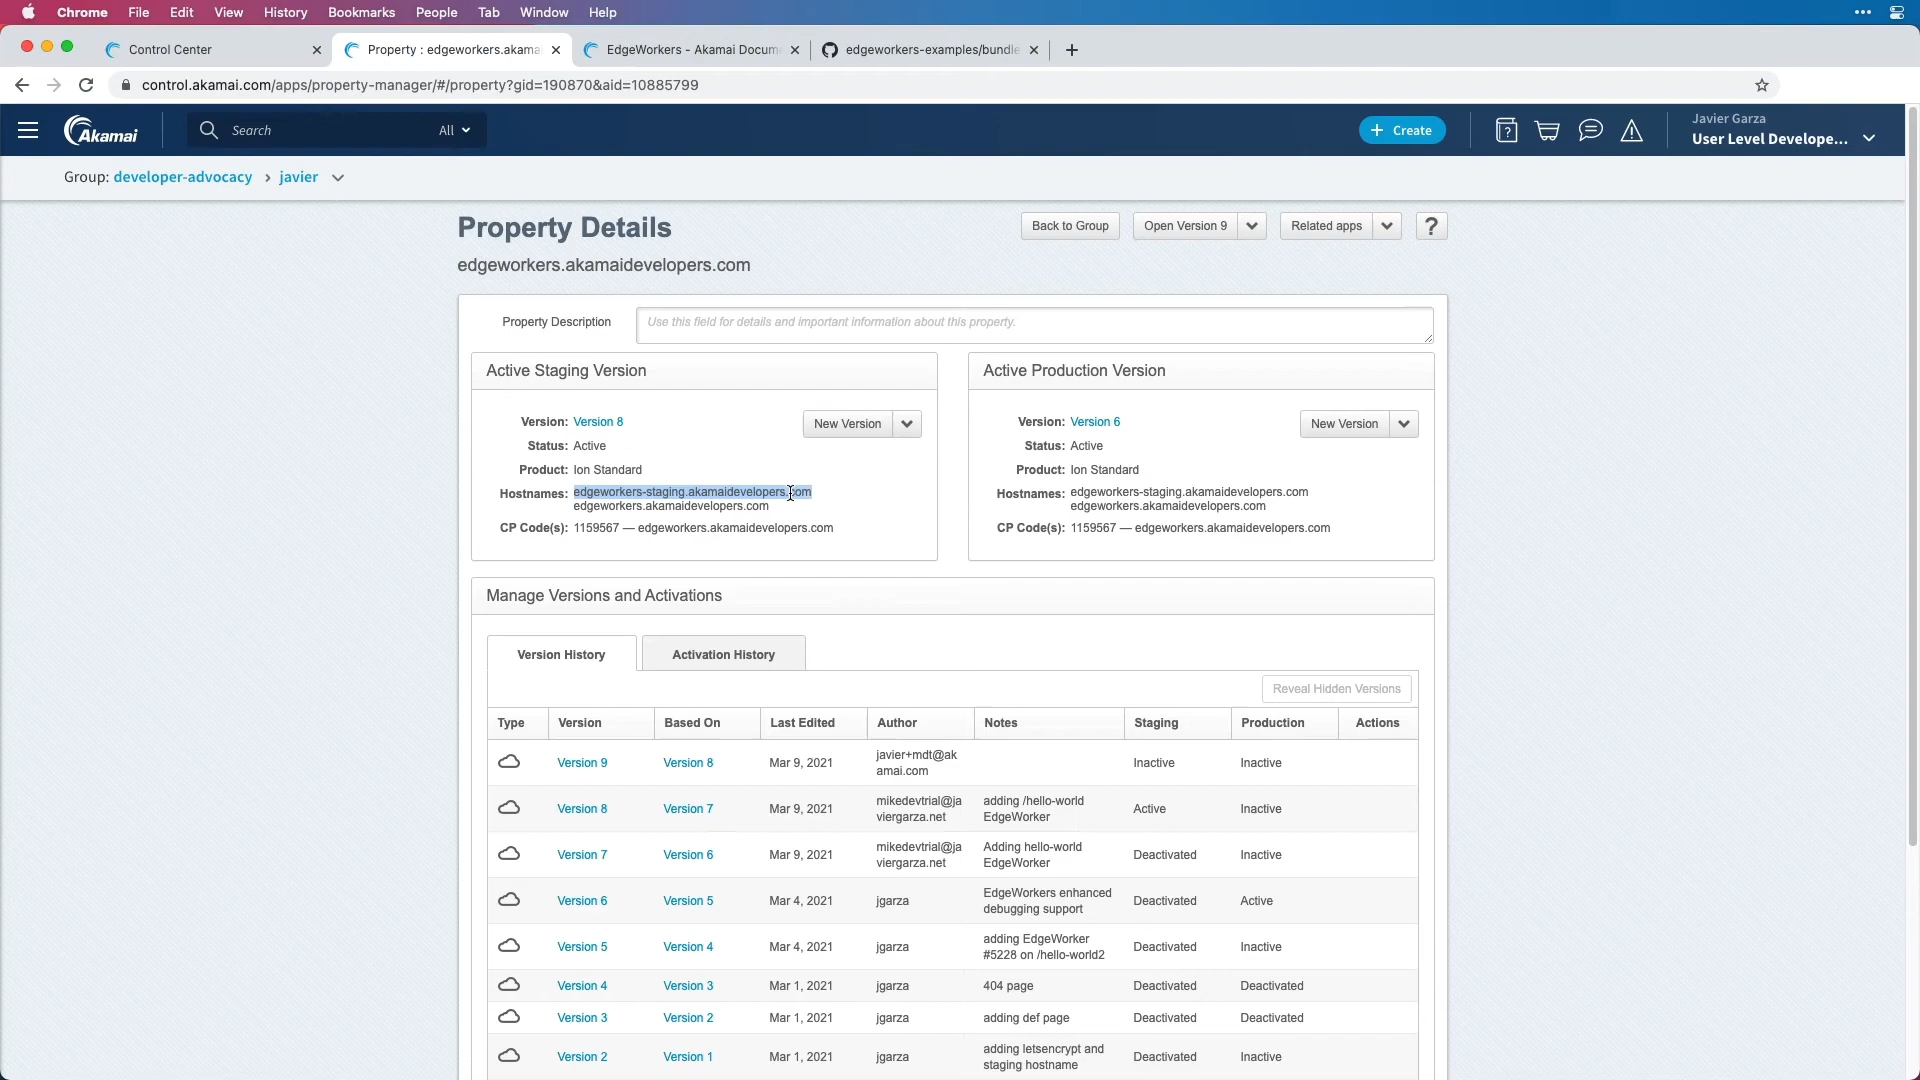 Chrome File Edit View History Bookmarks People Tab Window Help
Control Center
Property : edgeworkers.akama
EdgeWorkers - Akamai Docum
edgeworkers-examples/bundle
control.akamai.com/apps/property-manager/#/property?gid=190870&aid=10885799
Akamai
Search All
+ Create
Javier Garza
User Level Develope...
Group: developer-advocacy > javier
Property Details
Back to Group Open Version 9 Related apps ?
edgeworkers.akamaidevelopers.com
Property Description Use this field for details and important information about this property.
Active Staging Version
Version: Version 8 New Version
Status: Active
Product: Ion Standard
Hostnames: edgeworkers-staging.akamaidevelopers.com
edgeworkers.akamaidevelopers.com
CP Code(s): 1159567 — edgeworkers.akamaidevelopers.com
Active Production Version
Version: Version 6 New Version
Status: Active
Product: Ion Standard
Hostnames: edgeworkers-staging.akamaidevelopers.com
edgeworkers.akamaidevelopers.com
CP Code(s): 1159567 — edgeworkers.akamaidevelopers.com
Manage Versions and Activations
Version History Activation History
Reveal Hidden Versions
Type Version Based On Last Edited Author Notes Staging Production Actions
Version 9 Version 8 Mar 9, 2021 javier+mdt@ak Inactive Inactive
amai.com
Version 8 Version 7 Mar 9, 2021 mikedevtrial@ja adding /hello-world Active Inactive
viergarza.net EdgeWorker
Version 7 Version 6 Mar 9, 2021 mikedevtrial@ja Adding hello-world Deactivated Inactive
viergarza.net EdgeWorker
Version 6 Version 5 Mar 4, 2021 jgarza EdgeWorkers enhanced Deactivated Active
debugging support
Version 5 Version 4 Mar 4, 2021 jgarza adding EdgeWorker Deactivated Inactive
#5228 on /hello-world2
Version 4 Version 3 Mar 1, 2021 jgarza 404 page Deactivated Deactivated
Version 3 Version 2 Mar 1, 2021 jgarza adding def page Deactivated Deactivated
Version 2 Version 1 Mar 1, 2021 jgarza adding letsencrypt and Deactivated Inactive
staging hostname